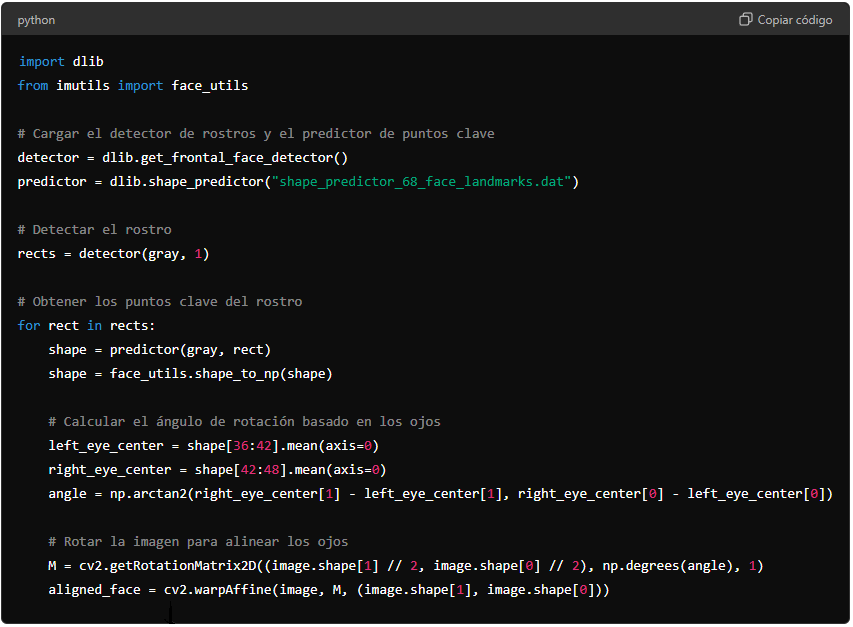 python
Copiar código
import dlib
from imutils import face_utils
# Cargar el detector de rostros y el predictor de puntos clave
detector = dlib.get_frontal_face_detector()
predictor = dlib.shape_predictor("shape_predictor_68_face_landmarks.dat")
# Detectar el rostro
rects = detector(gray, 1)
# Obtener los puntos clave del rostro
for rect in rects:
    shape = predictor(gray, rect)
    shape = face_utils.shape_to_np(shape)
    # Calcular el ángulo de rotación basado en los ojos
    left_eye_center = shape[36:42].mean(axis=0)
    right_eye_center = shape[42:48].mean(axis=0)
    angle = np.arctan2(right_eye_center[1] - left_eye_center[1], right_eye_center[0] - left_eye_center[0])
    # Rotar la imagen para alinear los ojos
    M = cv2.getRotationMatrix2D((image.shape[1] // 2, image.shape[0] // 2), np.degrees(angle), 1)
    aligned_face = cv2.warpAffine(image, M, (image.shape[1], image.shape[0]))